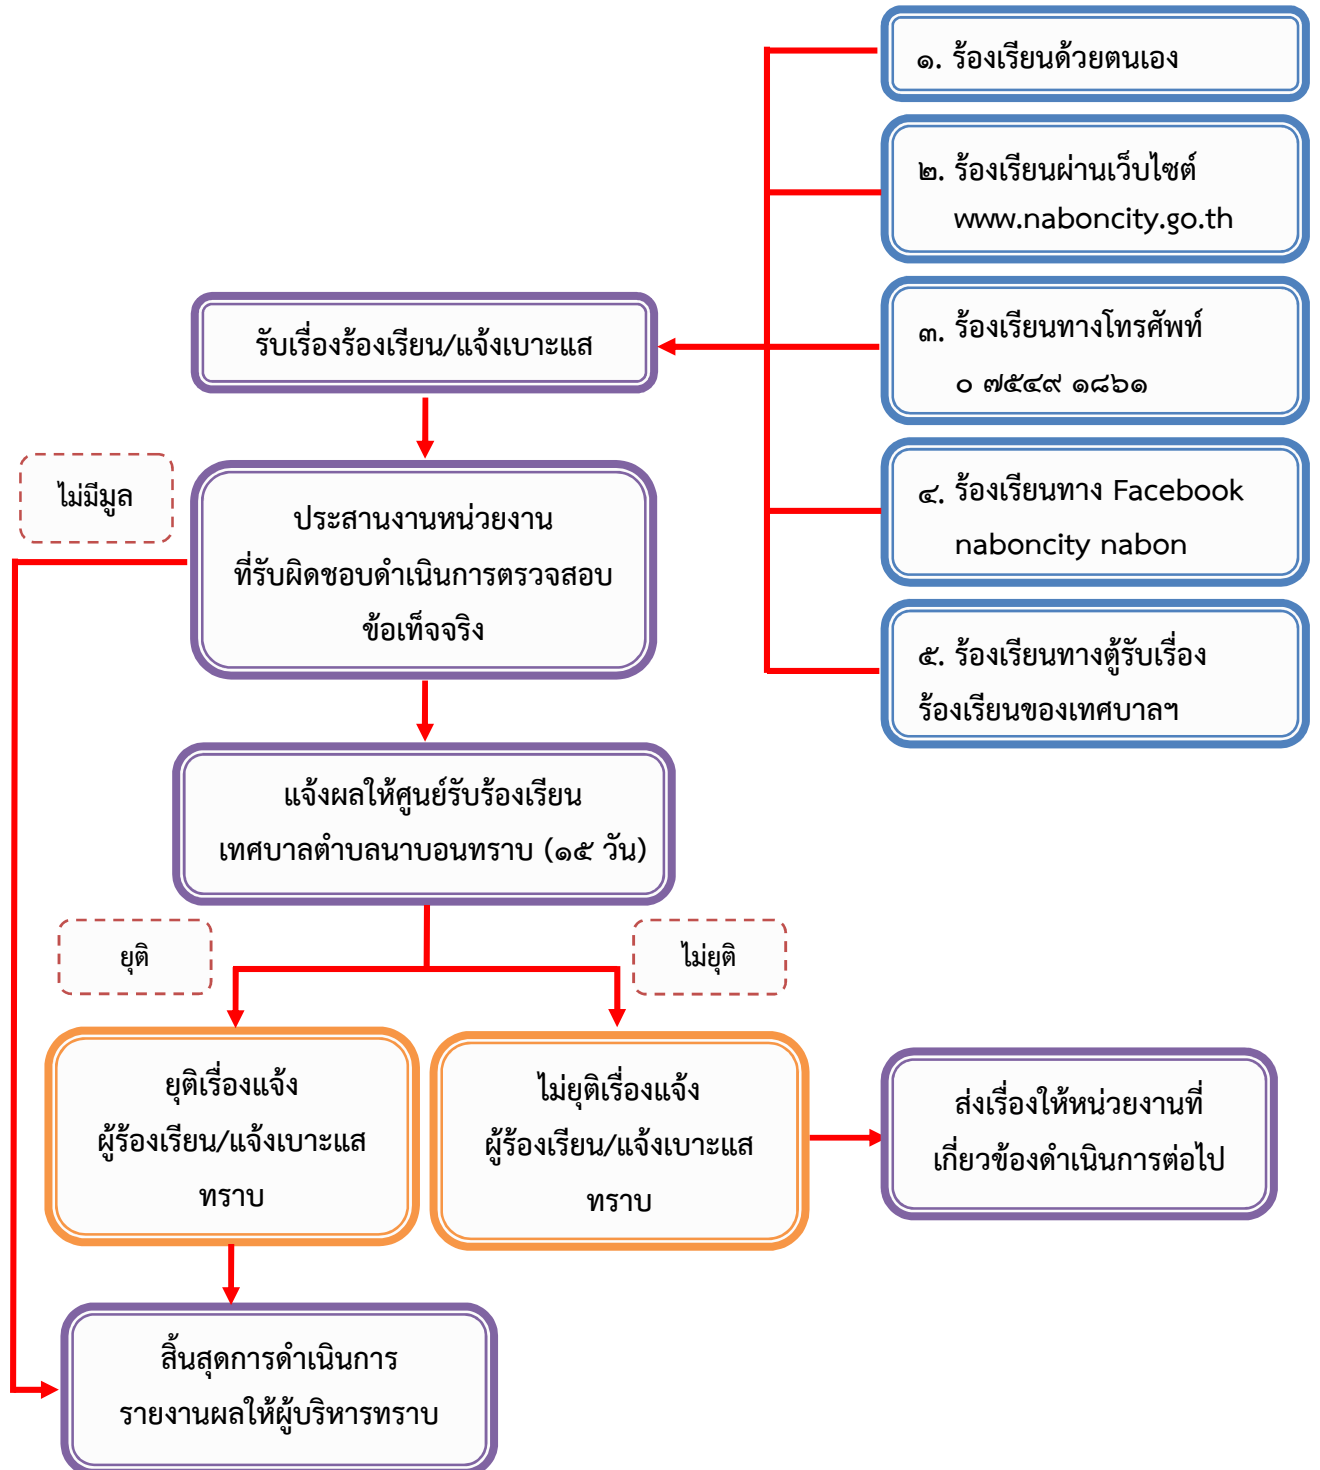 ๑. ร้องเรียนด้วยตนเอง
๒. ร้องเรียนผ่านเว็บไซต์
www.naboncity.go.th
๓. ร้องเรียนทางโทรศัพท์
๐ ๗๕๔๙ ๑๘๖๑
๔. ร้องเรียนทาง Facebook
naboncity nabon
๕. ร้องเรียนทางตู้รับเรื่อง
ร้องเรียนของเทศบาลฯ
รับเรื่องร้องเรียน/แจ้งเบาะแส
ไม่มีมูล
ประสานงานหน่วยงาน
ที่รับผิดชอบดำเนินการตรวจสอบ
ข้อเท็จจริง
แจ้งผลให้ศูนย์รับร้องเรียน
เทศบาลตำบลนาบอนทราบ (๑๕ วัน)
ยุติ
ไม่ยุติ
ยุติเรื่องแจ้ง
ผู้ร้องเรียน/แจ้งเบาะแส
ทราบ
ไม่ยุติเรื่องแจ้ง
ผู้ร้องเรียน/แจ้งเบาะแส
ทราบ
ส่งเรื่องให้หน่วยงานที่
เกี่ยวข้องดำเนินการต่อไป
สิ้นสุดการดำเนินการ
รายงานผลให้ผู้บริหารทราบ